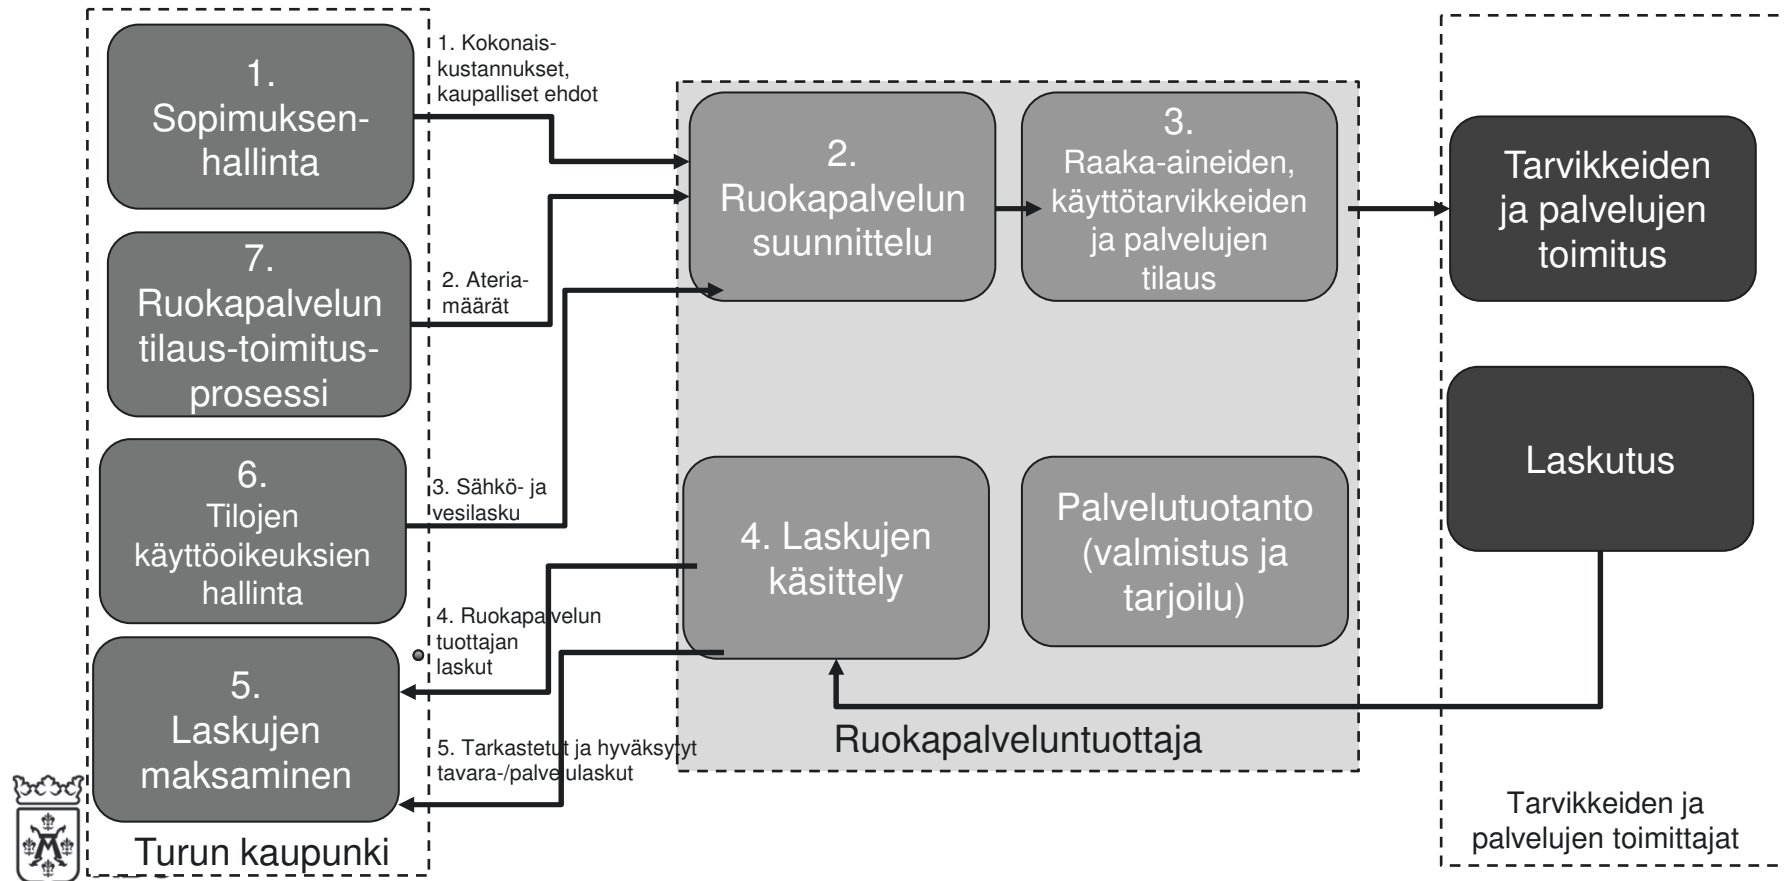 1.
Sopimuksen-
hallinta
7.
Ruokapalvelun
tilaus-toimitus-
prosessi
6.
Tilojen
käyttöoikeuksien
hallinta
5.
Laskujen
maksaminen
Turun kaupunki
1. Kokonais-
kustannukset,
kaupalliset ehdot
2. Ateria-
määrät
3. Sähkö- ja
vesilasku
4. Ruokapalvelun
tuottajan
laskut
5. Tarkastetut ja hyväksytyt
tavara-/palvelulaskut
2.
Ruokapalvelun
suunnittelu
3.
Raaka-aineiden,
käyttötarvikkeiden
ja palvelujen
tilaus
4. Laskujen
käsittely
Palvelutuotanto
(valmistus ja
tarjoilu)
Ruokapalveluntuottaja
Tarvikkeiden
ja palvelujen
toimitus
Laskutus
Tarvikkeiden ja
palvelujen toimittajat